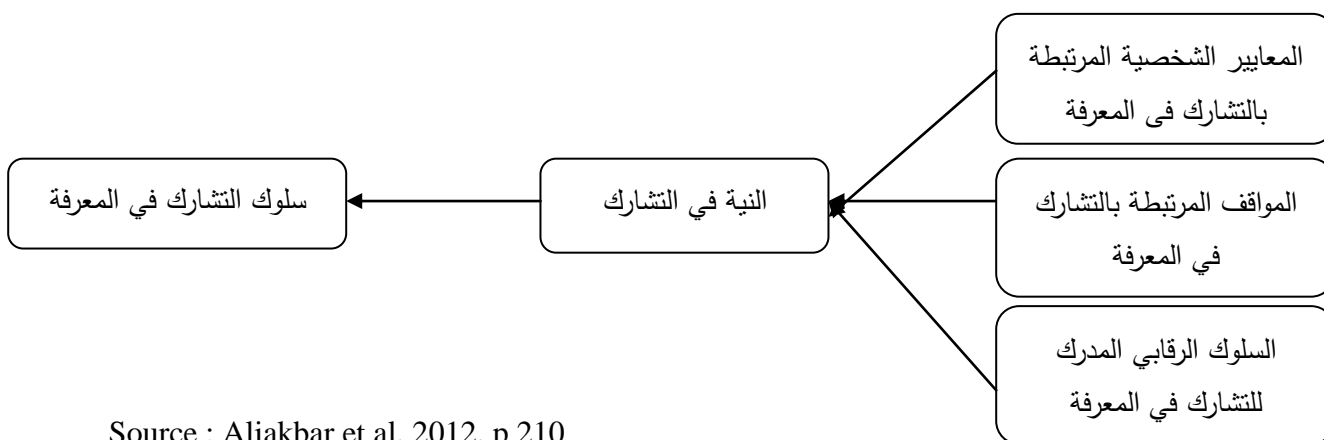 المعايير الشخصية المرتبطة
بالتشارك فى المعرفة
المواقف المرتبطة بالتشارك
في المعرفة
السلوك الرقابي المدرك
للتشارك في المعرفة
النية في التشارك
سلوك التشارك في المعرفة
Source : Aliakbar et al, 2012, p 210